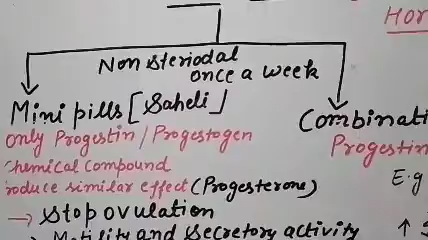 Hor
Non steriodal
once a week
Mini pills [Saheli]
only Progestin / Progestogen
chemical compound
roduce similar effect (Progesterone)
→ Stop ovulation
Motility and secretory activity
Combinati
Progestin
E.g
↑